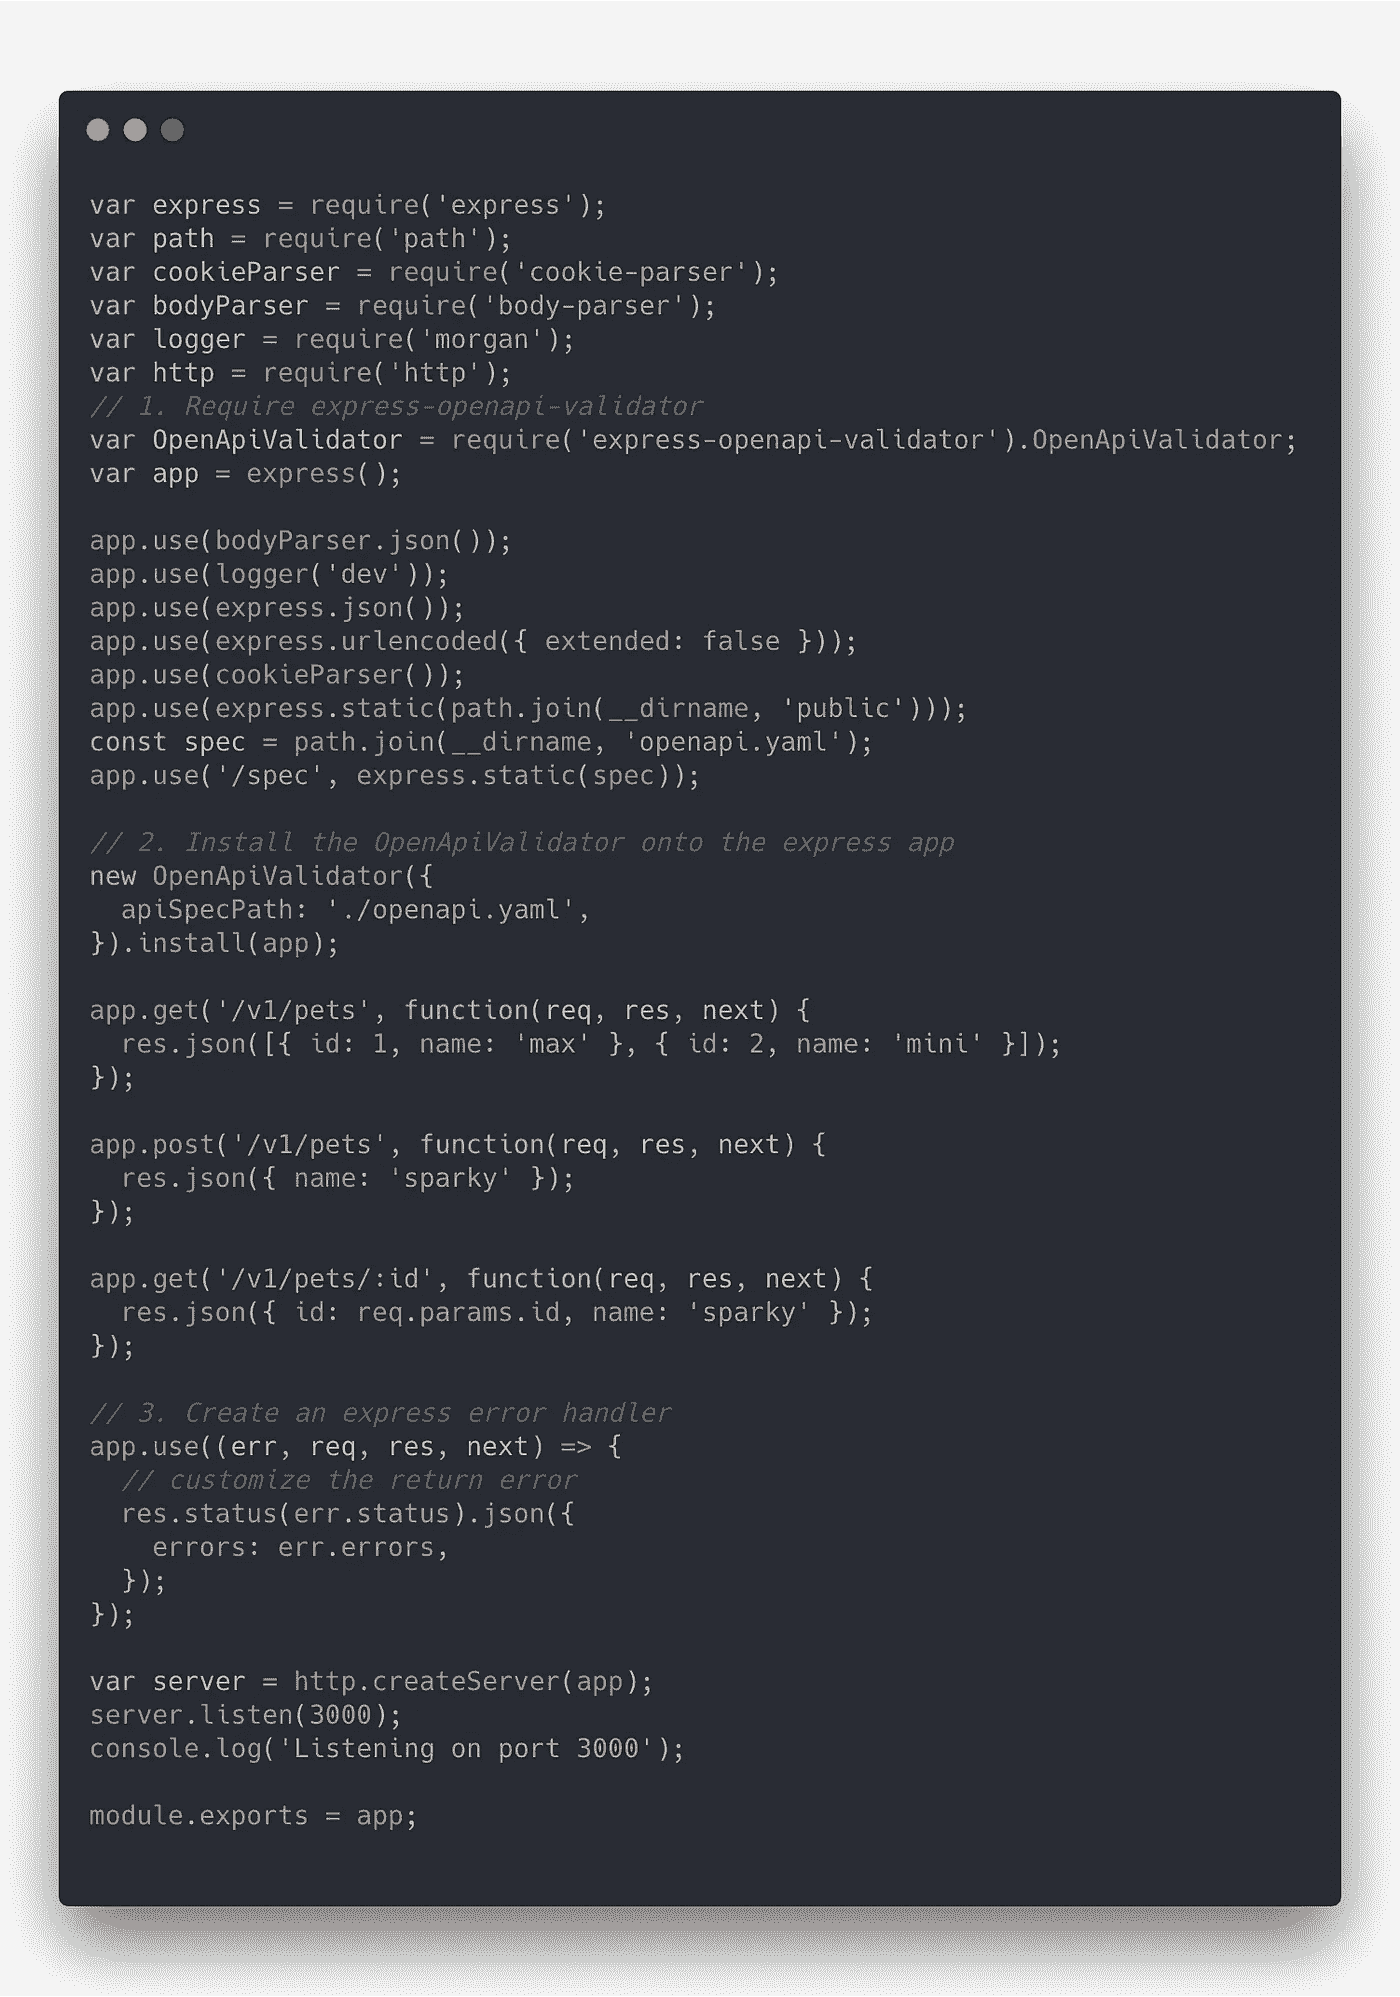 var express = require('express');
var path = require('path');
var cookieParser = require('cookie-parser');
var bodyParser = require('body-parser');
var logger = require('morgan');
var http = require('http');
// 1. Require express-openapi-validator
var OpenApiValidator = require('express-openapi-validator').OpenApiValidator;
var app = express();

app.use(bodyParser.json());
app.use(logger('dev'));
app.use(express.json());
app.use(express.urlencoded({ extended: false }));
app.use(cookieParser());
app.use(express.static(path.join(__dirname, 'public')));
const spec = path.join(__dirname, 'openapi.yaml');
app.use('/spec', express.static(spec));

// 2. Install the OpenApiValidator onto the express app
new OpenApiValidator({
  apiSpecPath: './openapi.yaml',
}).install(app);

app.get('/v1/pets', function(req, res, next) {
  res.json([{ id: 1, name: 'max' }, { id: 2, name: 'mini' }]);
});

app.post('/v1/pets', function(req, res, next) {
  res.json({ name: 'sparky' });
});

app.get('/v1/pets/:id', function(req, res, next) {
  res.json({ id: req.params.id, name: 'sparky' });
});

// 3. Create an express error handler
app.use((err, req, res, next) => {
  // customize the return error
  res.status(err.status).json({
    errors: err.errors,
  });
});

var server = http.createServer(app);
server.listen(3000);
console.log('Listening on port 3000');

module.exports = app;